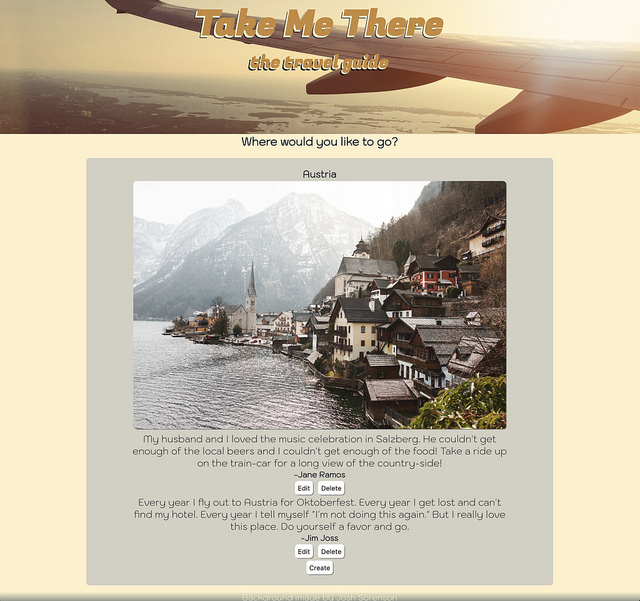 Take Me There
the travel guide
Where would you like to go?
Austria
My husband and I loved the music celebration in Salzberg. He couldn't get
enough of the local beers and I couldn't get enough of the food! Take a ride up
on the train-car for a long view of the country-side!
-Jane Ramos
Edit Delete
Every year I fly out to Austria for Oktoberfest. Every year I get lost and can't
find my hotel. Every year I tell myself "I'm not doing this again." But I really love
this place. Do yourself a favor and go.
-Jim Joss
Edit Delete
Create
Background image by Josh Sorenson